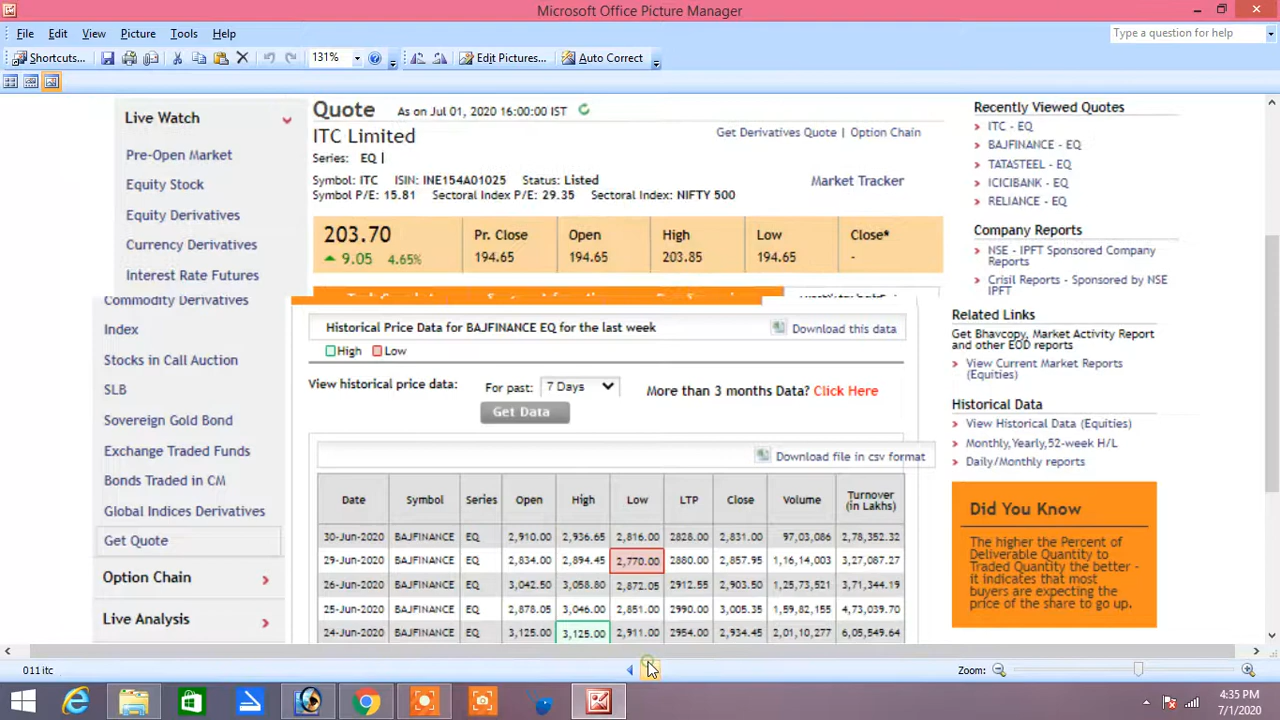 Microsoft Office Picture Manager
File Edit View Picture Tools Help
Type a question for help
Shortcuts... 131% Edit Pictures... Auto Correct
Live Watch
Pre-Open Market
Equity Stock
Equity Derivatives
Currency Derivatives
Interest Rate Futures
Commodity Derivatives
Index
Stocks in Call Auction
SLB
Sovereign Gold Bond
Exchange Traded Funds
Bonds Traded in CM
Global Indices Derivatives
Get Quote
Option Chain
Live Analysis
Quote As on Jul 01, 2020 16:00:00 IST
ITC Limited
Get Derivatives Quote | Option Chain
Series: EQ |
Symbol: ITC ISIN: INE154A01025 Status: Listed
Market Tracker
Symbol P/E: 15.81 Sectoral Index P/E: 29.35 Sectoral Index: NIFTY 500
203.70 Pr. Close Open High Low Close*
9.05 4.65% 194.65 194.65 203.85 194.65 -
Historical Price Data for BAJFINANCE EQ for the last week
Download this data
High Low
View historical price data: For past: 7 Days
More than 3 months Data? Click Here
Get Data
Download file in csv format
Date Symbol Series Open High Low LTP Close Volume Turnover (in Lakhs)
30-Jun-2020 BAJFINANCE EQ 2,910.00 2,936.65 2,816.00 2828.00 2,831.00 97,03,086 2,78,352.32
29-Jun-2020 BAJFINANCE EQ 2,834.00 2,894.45 2,770.00 2880.00 2,857.95 1,16,14,003 3,27,087.27
26-Jun-2020 BAJFINANCE EQ 3,042.50 3,058.80 2,872.05 2912.55 2,903.50 1,25,73,521 3,71,344.19
25-Jun-2020 BAJFINANCE EQ 2,878.05 3,046.00 2,851.00 2990.00 3,005.35 1,59,82,155 4,73,039.70
24-Jun-2020 BAJFINANCE EQ 3,125.00 3,125.00 2,911.00 2954.00 2,934.45 2,01,10,277 6,05,549.64
Recently Viewed Quotes
ITC - EQ
BAJFINANCE - EQ
TATASTEEL - EQ
ICICIBANK - EQ
RELIANCE - EQ
Company Reports
NSE - IPFT Sponsored Company
Reports
Crisil Reports - Sponsored by NSE
IPFT
Related Links
Get Bhavcopy, Market Activity Report
and other EOD reports
View Current Market Reports
(Equities)
Historical Data
View Historical Data (Equities)
Monthly,Yearly,52-week H/L
Daily/Monthly reports
Did You Know
The higher the Percent of
Deliverable Quantity to
Traded Quantity the better -
it indicates that most
buyers are expecting the
price of the share to go up.
011 itc
Zoom:
4:35 PM
7/1/2020